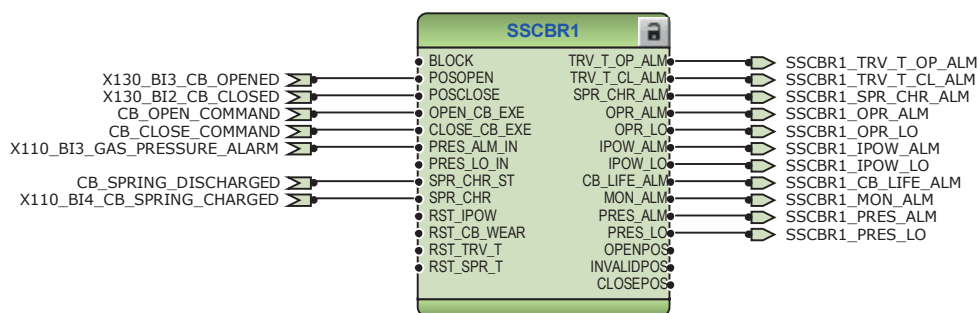 SSCBR1
X130_BI3_CB_OPENED
X130_BI2_CB_CLOSED
CB_OPEN_COMMAND
CB_CLOSE_COMMAND
X110_BI3_GAS_PRESSURE_ALARM
CB_SPRING_DISCHARGED
X110_BI4_CB_SPRING_CHARGED
BLOCK
POSOPEN
POSCLOSE
OPEN_CB_EXE
CLOSE_CB_EXE
PRES_ALM_IN
PRES_LO_IN
SPR_CHR_ST
SPR_CHR
RST_IPOW
RST_CB_WEAR
RST_TRV_T
RST_SPR_T
TRV_T_OP_ALM
TRV_T_CL_ALM
SPR_CHR_ALM
OPR_ALM
OPR_LO
IPOW_ALM
IPOW_LO
CB_LIFE_ALM
MON_ALM
PRES_ALM
PRES_LO
OPENPOS
INVALIDPOS
CLOSEPOS
SSCBR1_TRV_T_OP_ALM
SSCBR1_TRV_T_CL_ALM
SSCBR1_SPR_CHR_ALM
SSCBR1_OPR_ALM
SSCBR1_OPR_LO
SSCBR1_IPOW_ALM
SSCBR1_IPOW_LO
SSCBR1_CB_LIFE_ALM
SSCBR1_MON_ALM
SSCBR1_PRES_ALM
SSCBR1_PRES_LO